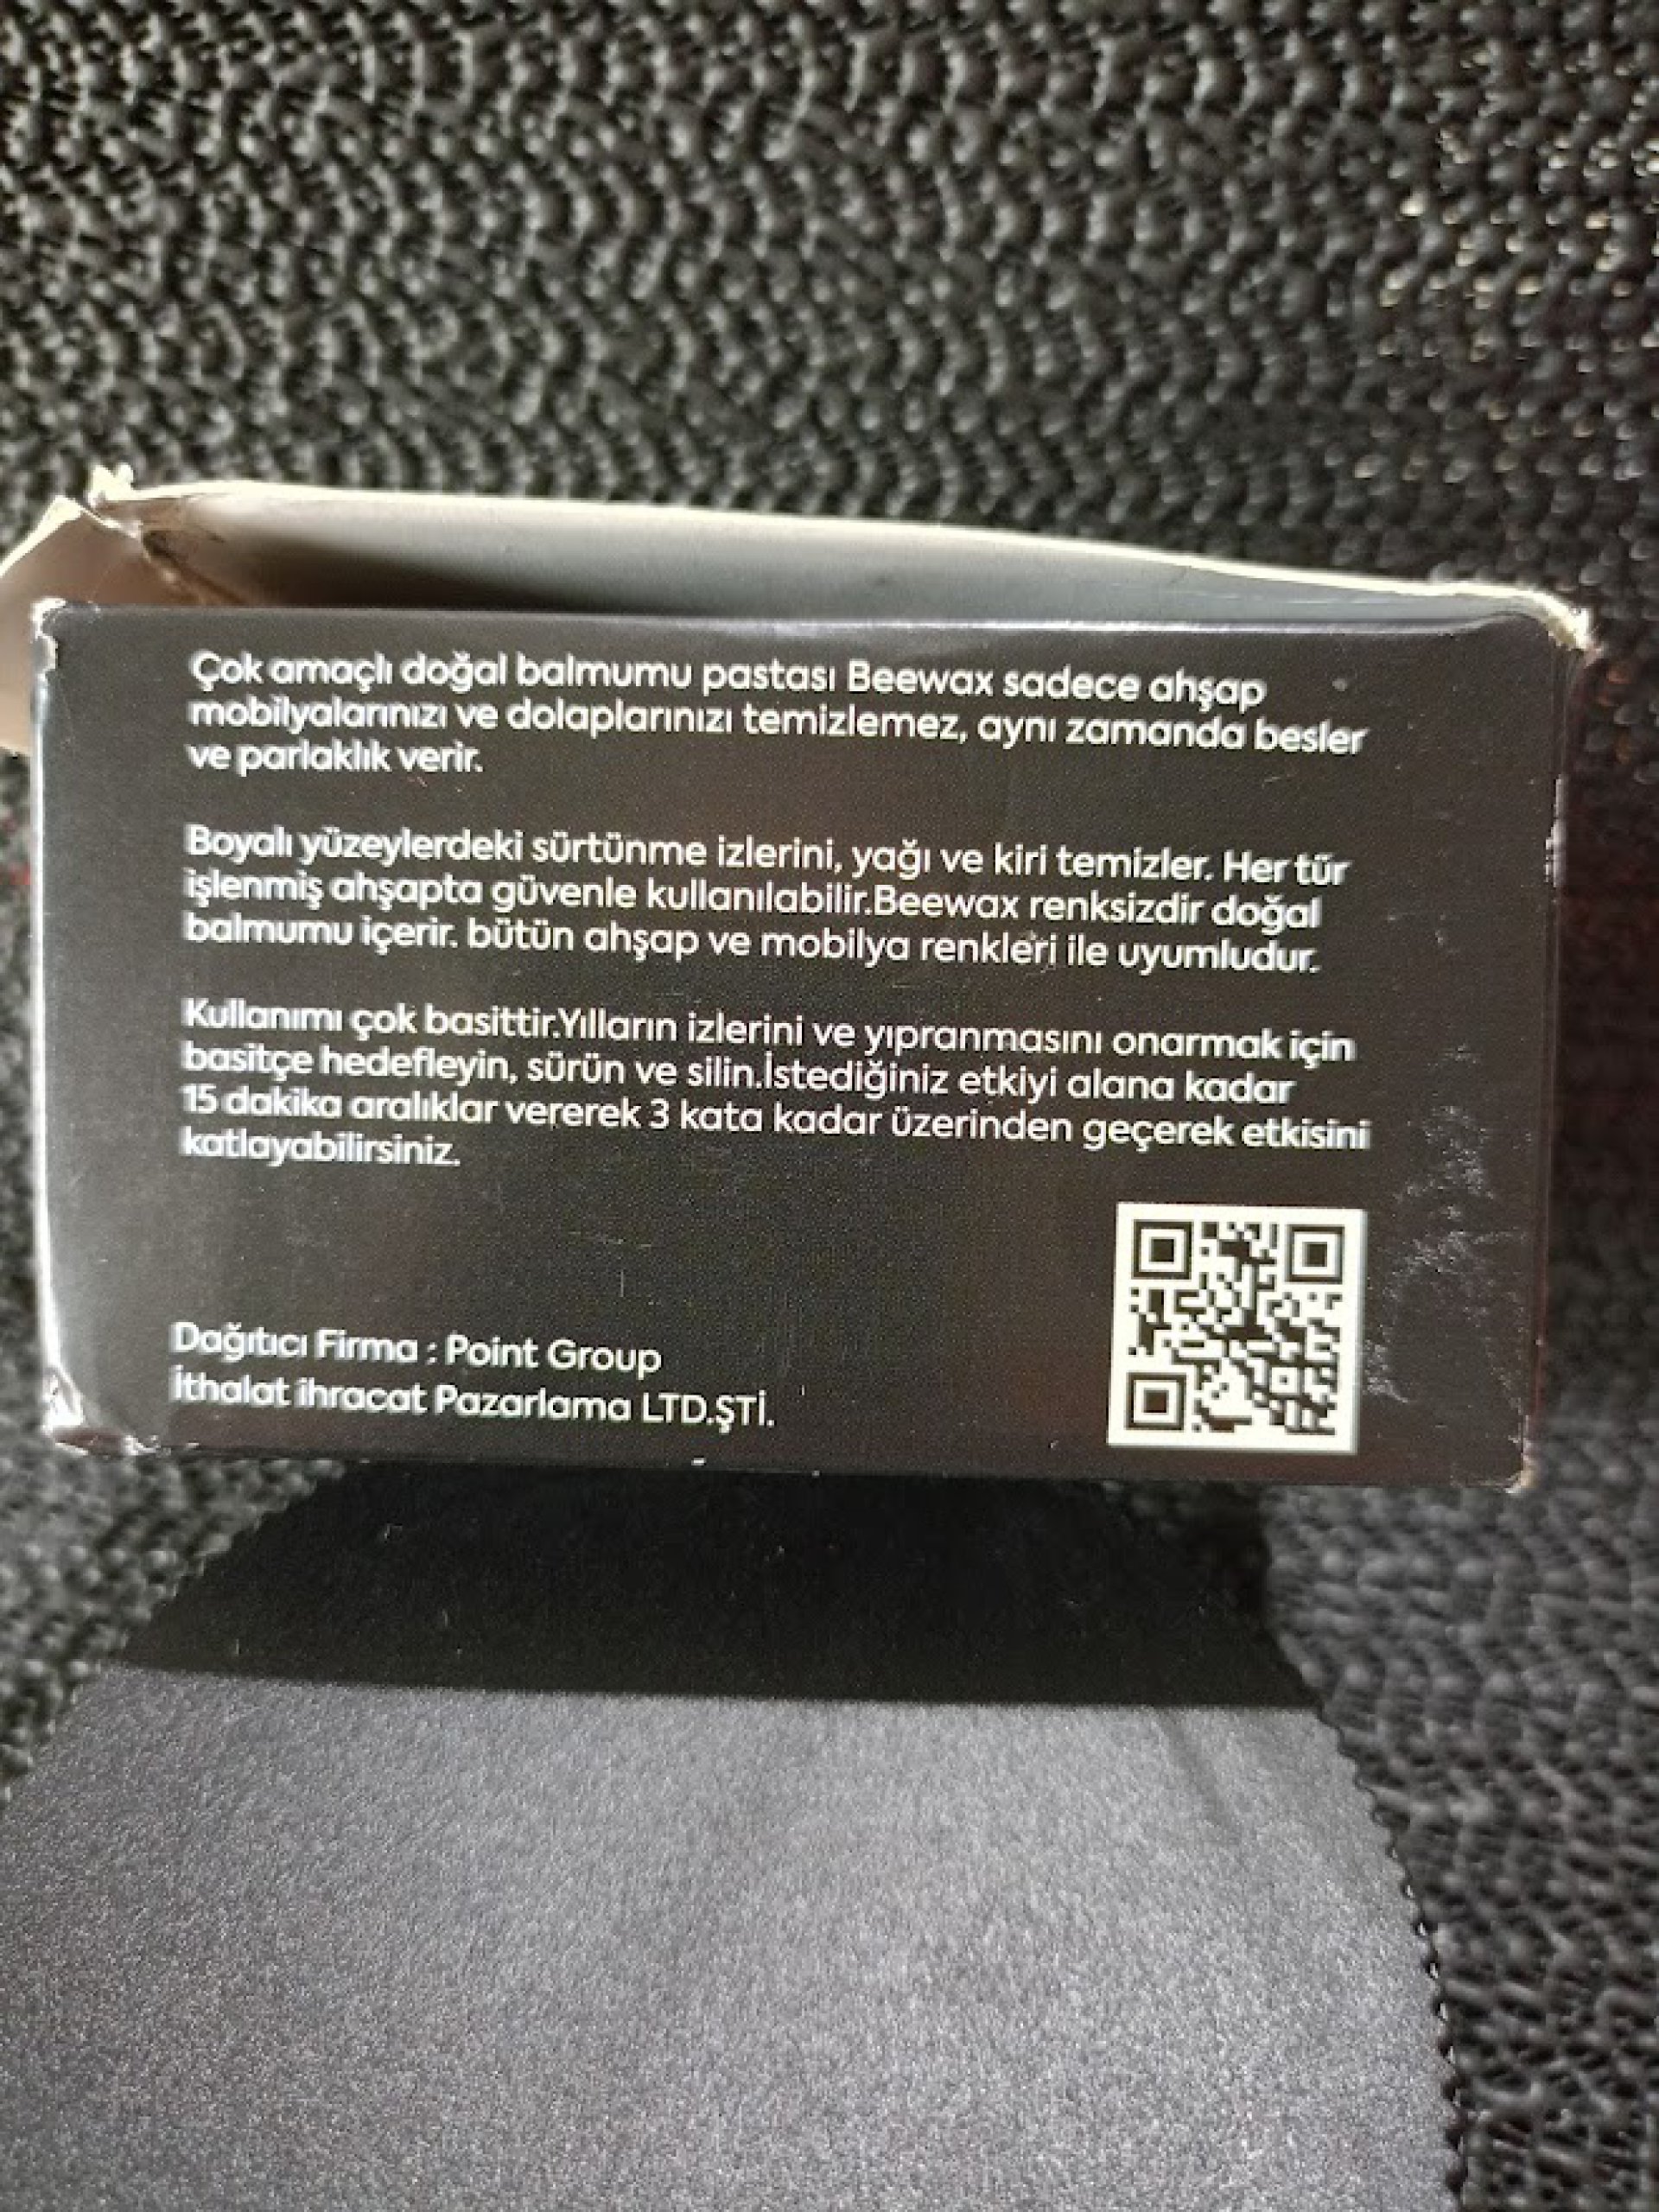 Çok amaçlı doğal balmumu pastası Beewax sadece ahşap
mobilyalarınızı ve dolaplarınızı temizlemez, aynı zamanda besler
ve parlaklık verir.
Boyalı yüzeylerdeki sürtünme izlerini, yağı ve kiri temizler. Her tür
işlenmiş ahşapta güvenle kullanılabilir.Beewax renksizdir doğal
balmumu içerir. bütün ahşap ve mobilya renkleri ile uyumludur.
Kullanımı çok basittir.Yılların izlerini ve yıpranmasını onarmak için
basitçe hedefleyin, sürün ve silin.İstediğiniz etkiyi alana kadar
15 dakika aralıklar vererek 3 kata kadar üzerinden geçerek etkisini
katlayabilirsiniz.
Dağıtıcı Firma : Point Group
İthalat ihracat Pazarlama LTD.ŞTİ.